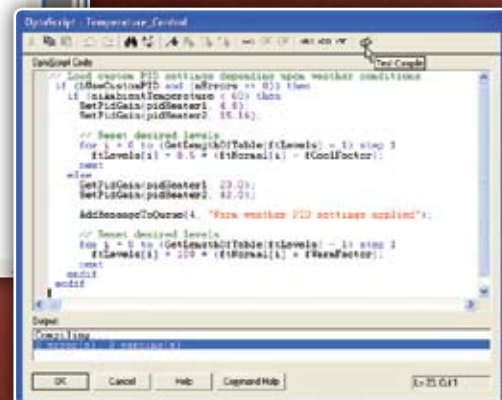 OptoScript - Temperature_Control
Test Compile
OptoScript Code:
// Load custom PID settings depending upon weather conditions
if (bUseCustomPID and (nErrors == 0)) then
if (aiAmbientTemperature < 60) then
SetPidGain(pidHeater1,
SetPidGain(pidHeater2, 15.16);
// Reset desired levels
for i = 0 to (GetLengthOfTable(ftLevels) - 1) step 1
ftLevels[i] = 8.5 * (ftNormal[i] - fCoolFactor);
next
else
SetPidGain(pidHeater1, 23.0);
SetPidGain(pidHeater2, 42.0);
AddMessageToQueue(4, "Warm weather PID settings applied");
// Reset desired levels
for i = 0 to (GetLengthOfTable(ftLevels) - 1) step 1
ftLevels[i] = 100 * (ftNormal[i] + fWarmFactor);
next
endif
endif
Output:
Compiling
error(s), warning(s)
OK Cancel Help Command Help